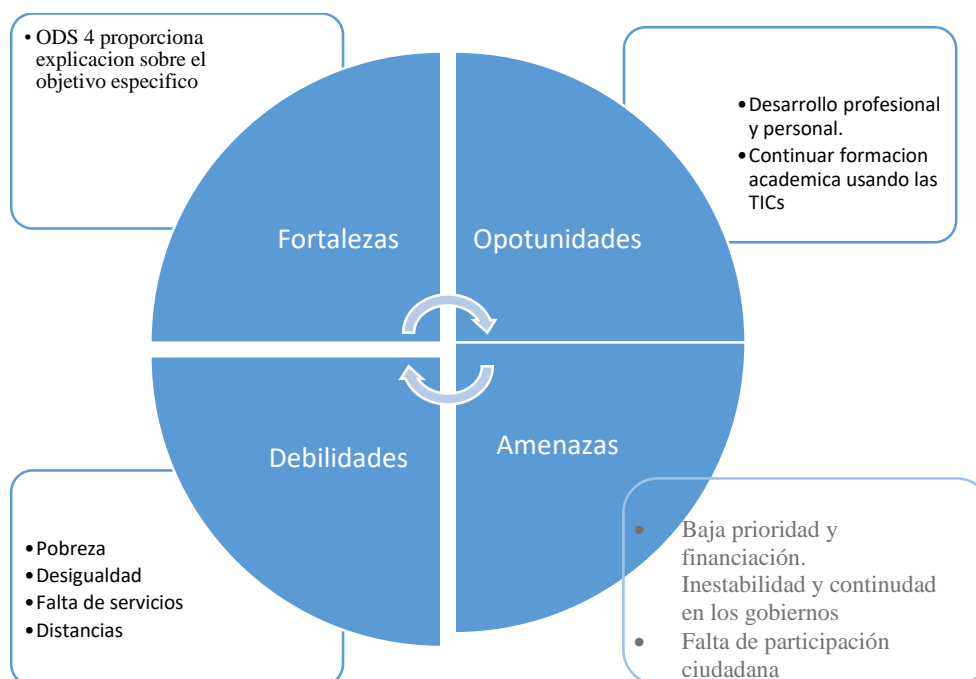 • ODS 4 proporciona
explicacion sobre el
objetivo especifico
•Desarrollo profesional
y personal.
•Continuar formacion
academica usando las
TICs
Fortalezas
Opotunidades
Debilidades
Amenazas
•Pobreza
•Desigualdad
•Falta de servicios
•Distancias
• Baja prioridad y
financiación.
Inestabilidad y continudad
en los gobiernos
• Falta de participación
ciudadana